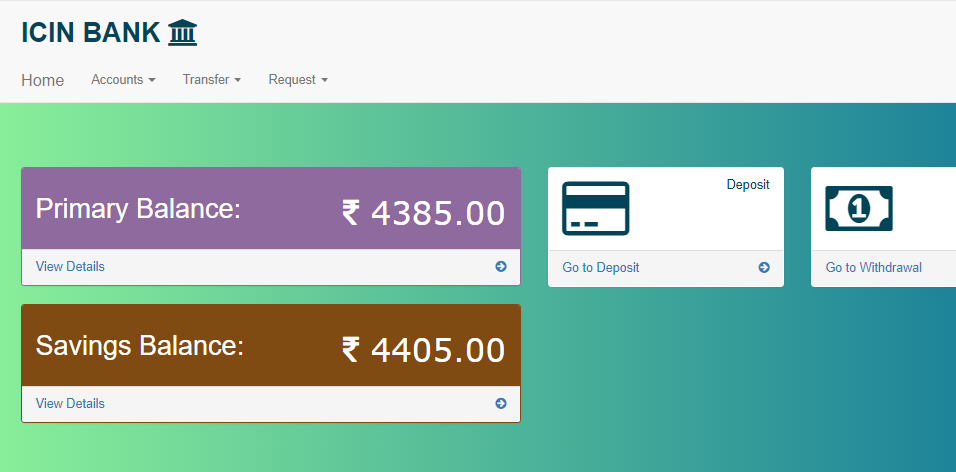 ICIN BANK
Home Accounts Transfer Request
Primary Balance: ₹ 4385.00
View Details
Deposit
Go to Deposit
1
Go to Withdrawal
Savings Balance: ₹ 4405.00
View Details